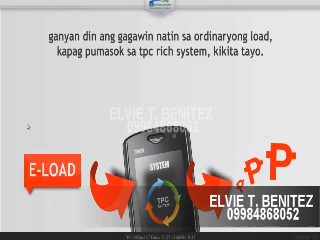 ganyan din ang gagawin natin sa ordinaryong load,
kapag pumasok sa tpc rich system, kikita tayo.
ELVIE T. BENITEZ
09984868052
E-LOAD
SYSTEM
TPC
ELVIE T. BENITEZ
09984868052